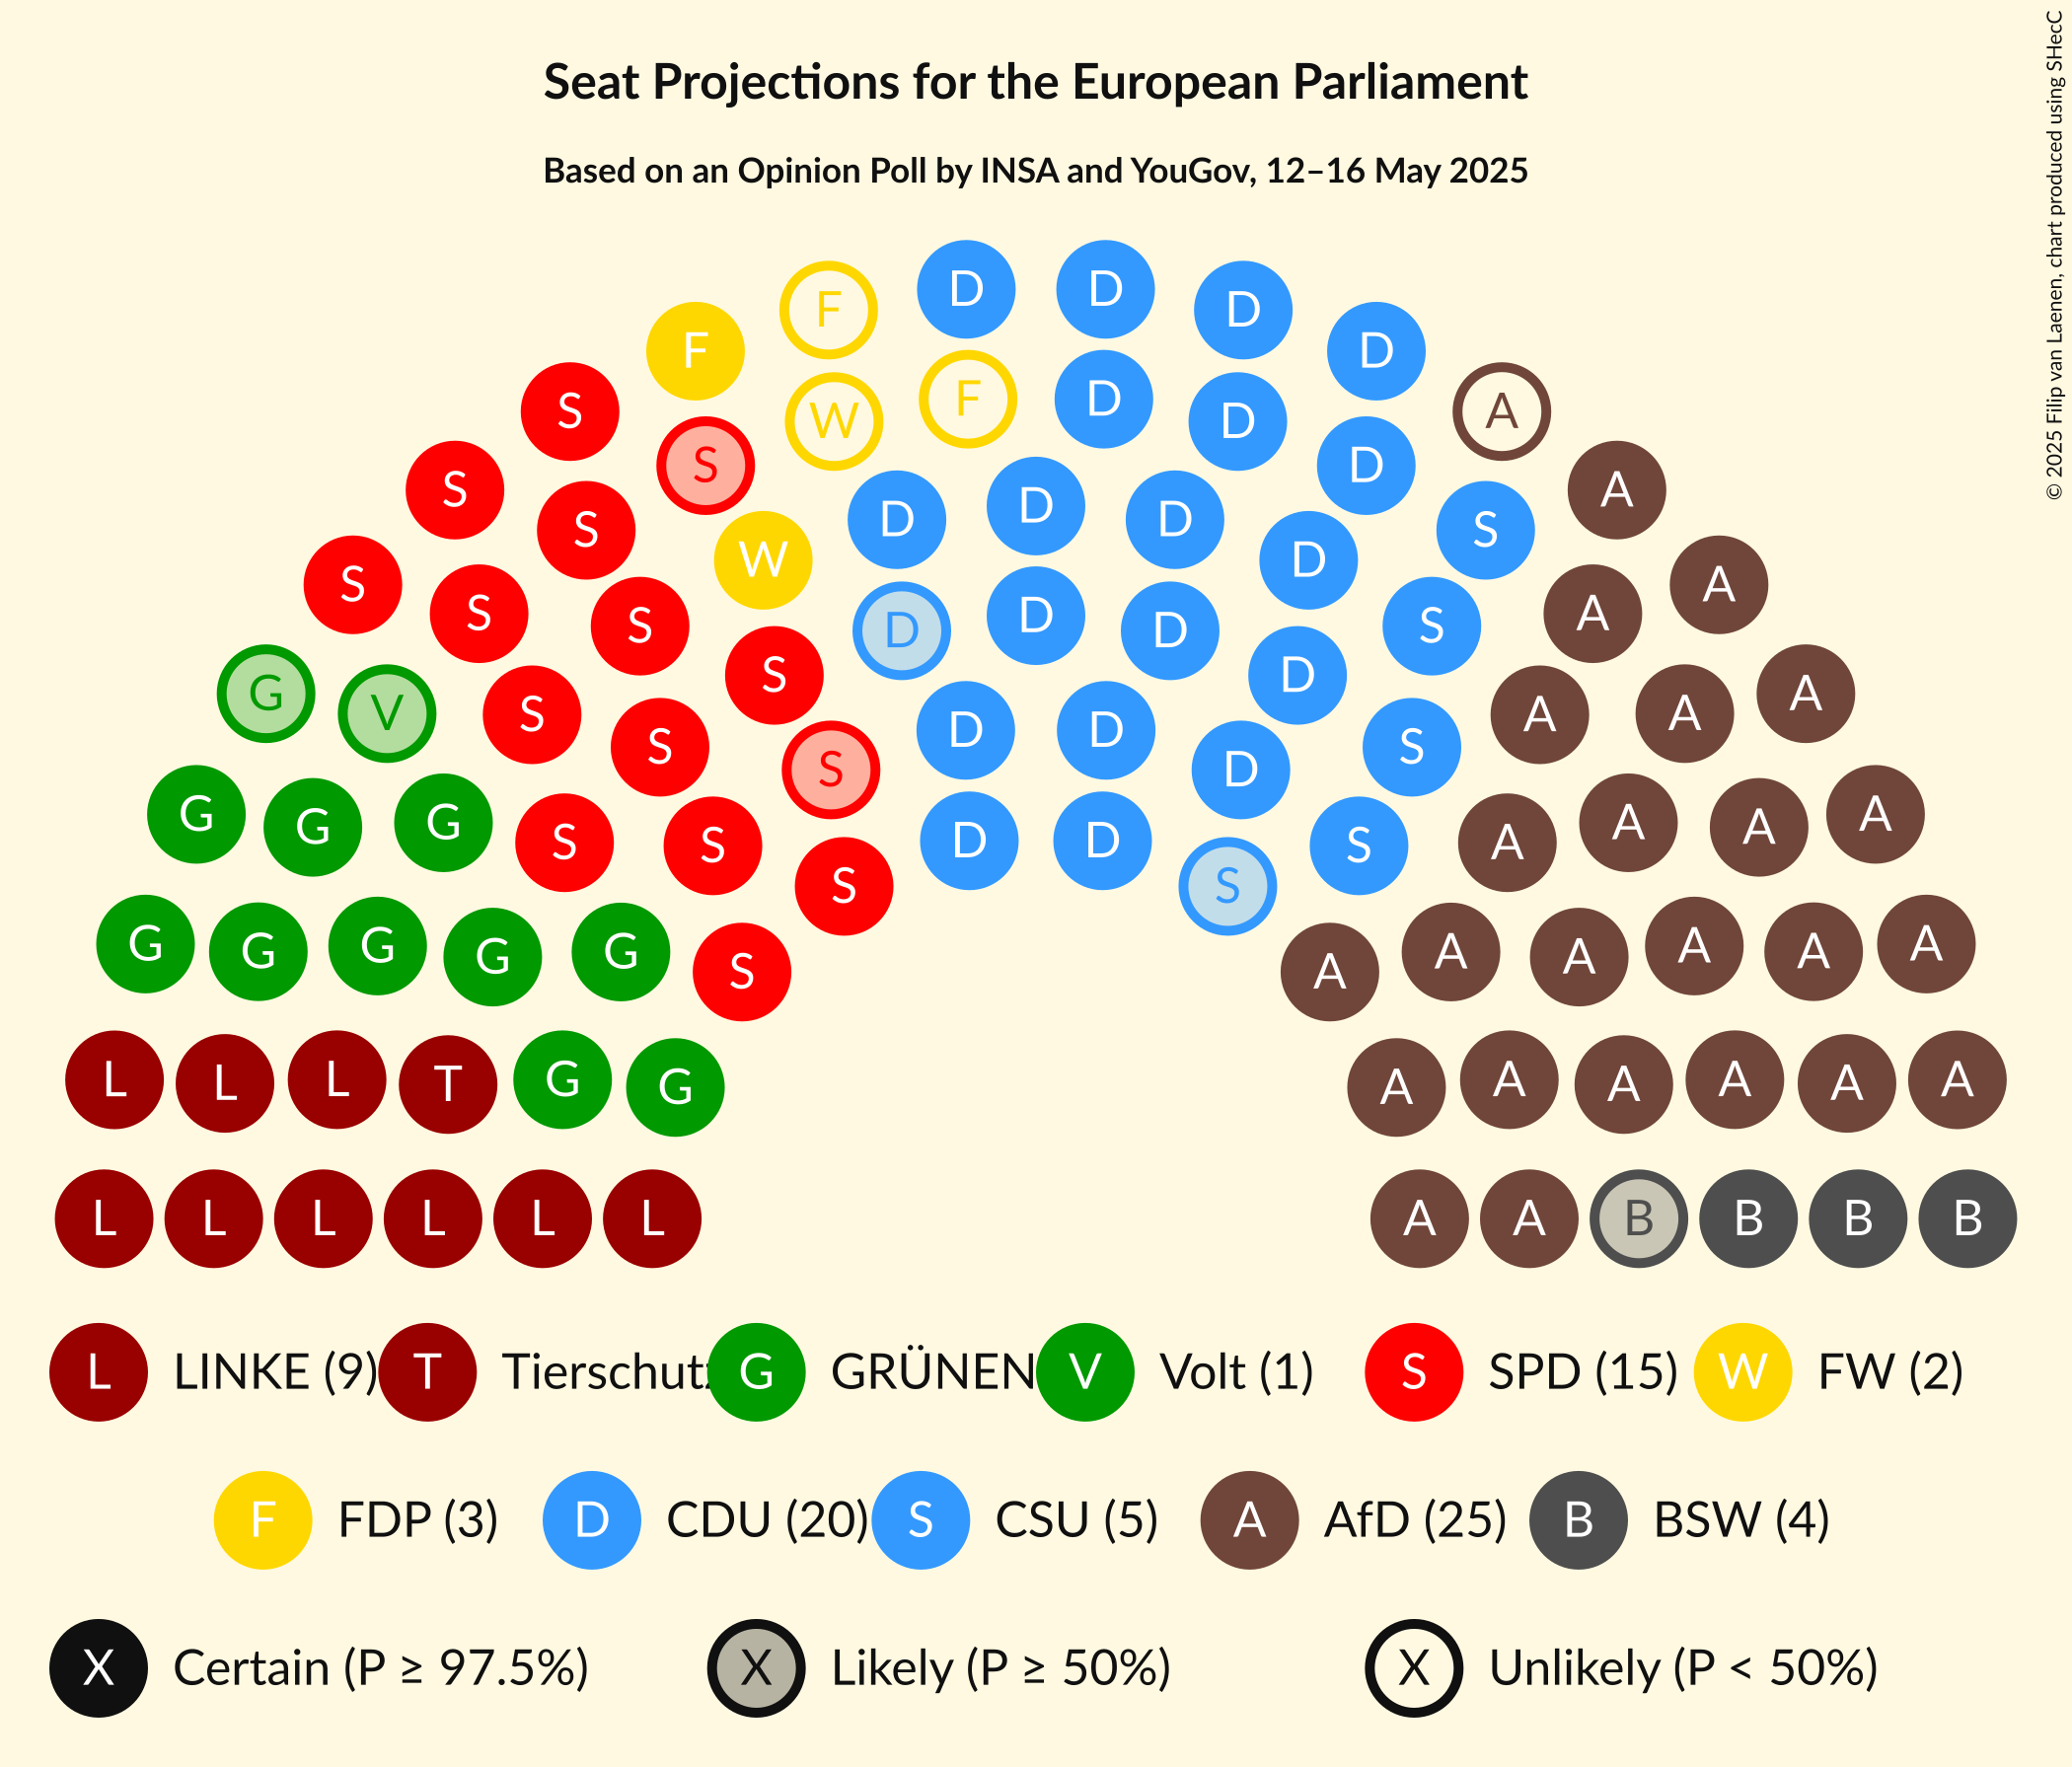 © 2025 Filip van Laenen, chart produced using SHecC
Seat Projections for the European Parliament
Based on an Opinion Poll by INSA and YouGov, 12–16 May 2025
F D D D
F D
S W F D D A
S S D A
S D D D S
S W D A
S S D D D S A
G S D A
V S S D D S A A
S D
G G G S S D D S A A A A
S S
G G G G G S A A A A A A
L L L T G G A A A A A A
L L L L L L A A B B B B
L LINKE (9) T Tierschutz G GRÜNEN V Volt (1) S SPD (15) W FW (2)
F FDP (3) D CDU (20) S CSU (5) A AfD (25) B BSW (4)
X Certain (P ≥ 97.5%) X Likely (P ≥ 50%) X Unlikely (P < 50%)